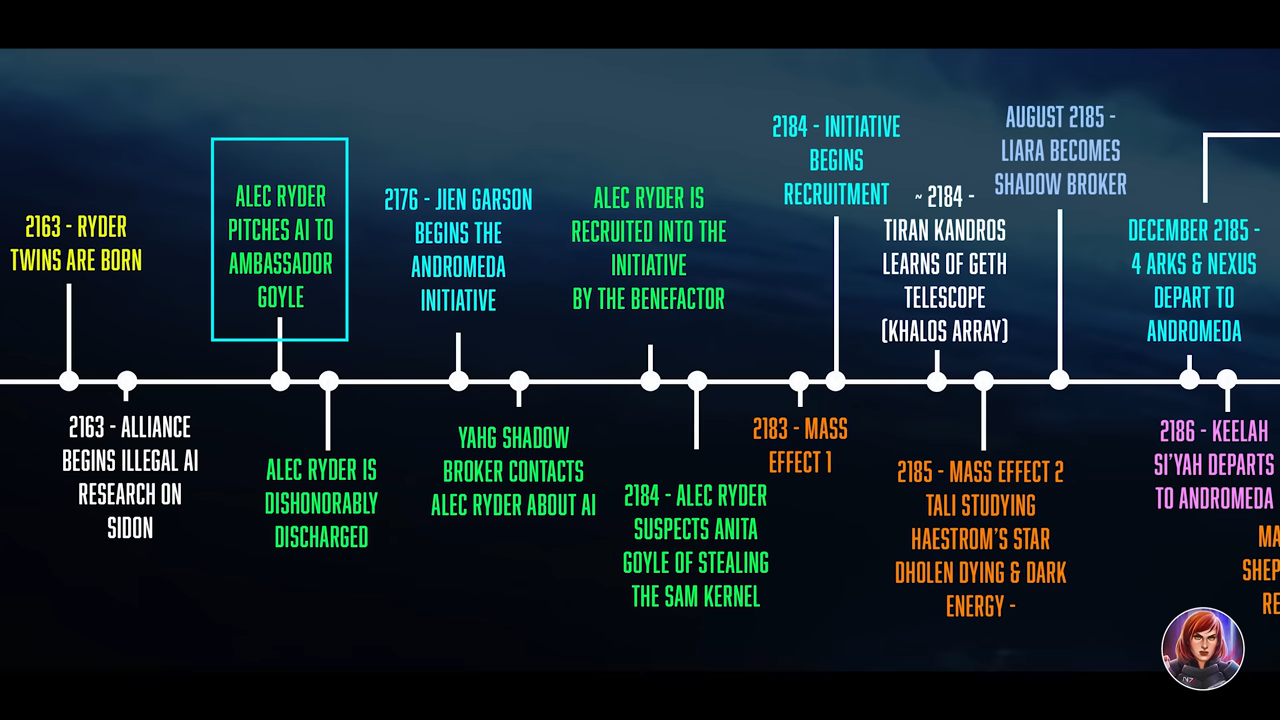 2163 - RYDER
TWINS ARE BORN
2163 - ALLIANCE
BEGINS ILLEGAL AI
RESEARCH ON
SIDON
ALEC RYDER
PITCHES AI TO
AMBASSADOR
GOYLE
ALEC RYDER IS
DISHONORABLY
DISCHARGED
2176 - JIEN GARSON
BEGINS THE
ANDROMEDA
INITIATIVE
YAHG SHADOW
BROKER CONTACTS
ALEC RYDER ABOUT AI
ALEC RYDER IS
RECRUITED INTO THE
INITIATIVE
BY THE BENEFACTOR
2184 - ALEC RYDER
SUSPECTS ANITA
GOYLE OF STEALING
THE SAM KERNEL
2183 - MASS
EFFECT 1
2184 - INITIATIVE
BEGINS
RECRUITMENT
~ 2184 -
TIRAN KANDROS
LEARNS OF GETH
TELESCOPE
(KHALOS ARRAY)
2185 - MASS EFFECT 2
TALI STUDYING
HAESTROM'S STAR
DHOLEN DYING & DARK
ENERGY -
AUGUST 2185 -
LIARA BECOMES
SHADOW BROKER
DECEMBER 2185 -
4 ARKS & NEXUS
DEPART TO
ANDROMEDA
2186 - KEELAH
SI'YAH DEPARTS
TO ANDROMEDA
MA
SHEP
RE
N7